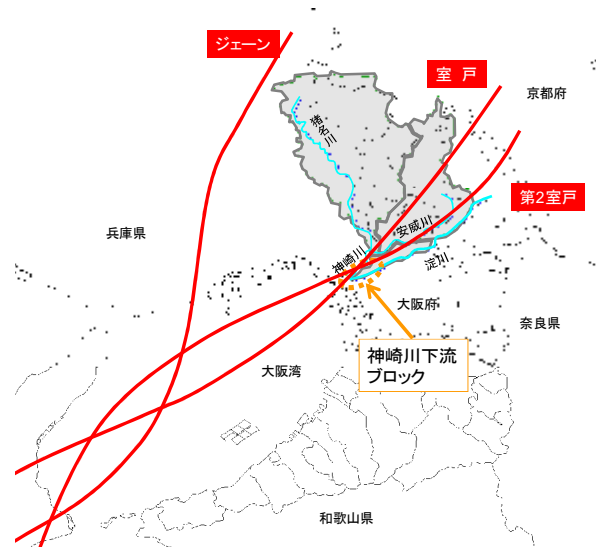 ジェーン
室 戸
京都府
猪名川
第2室戸
兵庫県
安威川
神崎川
淀川
大阪府
奈良県
神崎川下流
ブロック
大阪湾
和歌山県